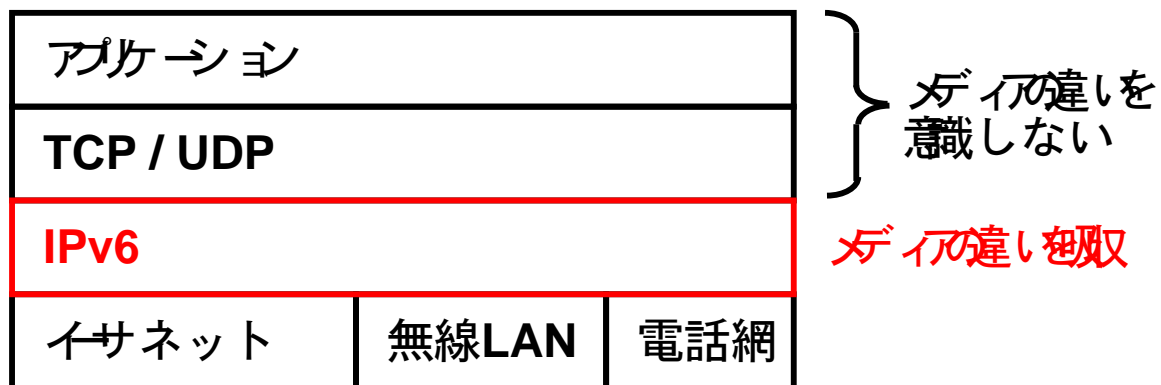 アプリケーション
メディアの違いを
意識しない
TCP / UDP
IPv6
メディアの違いを吸収
イーサネット
無線LAN
電話網